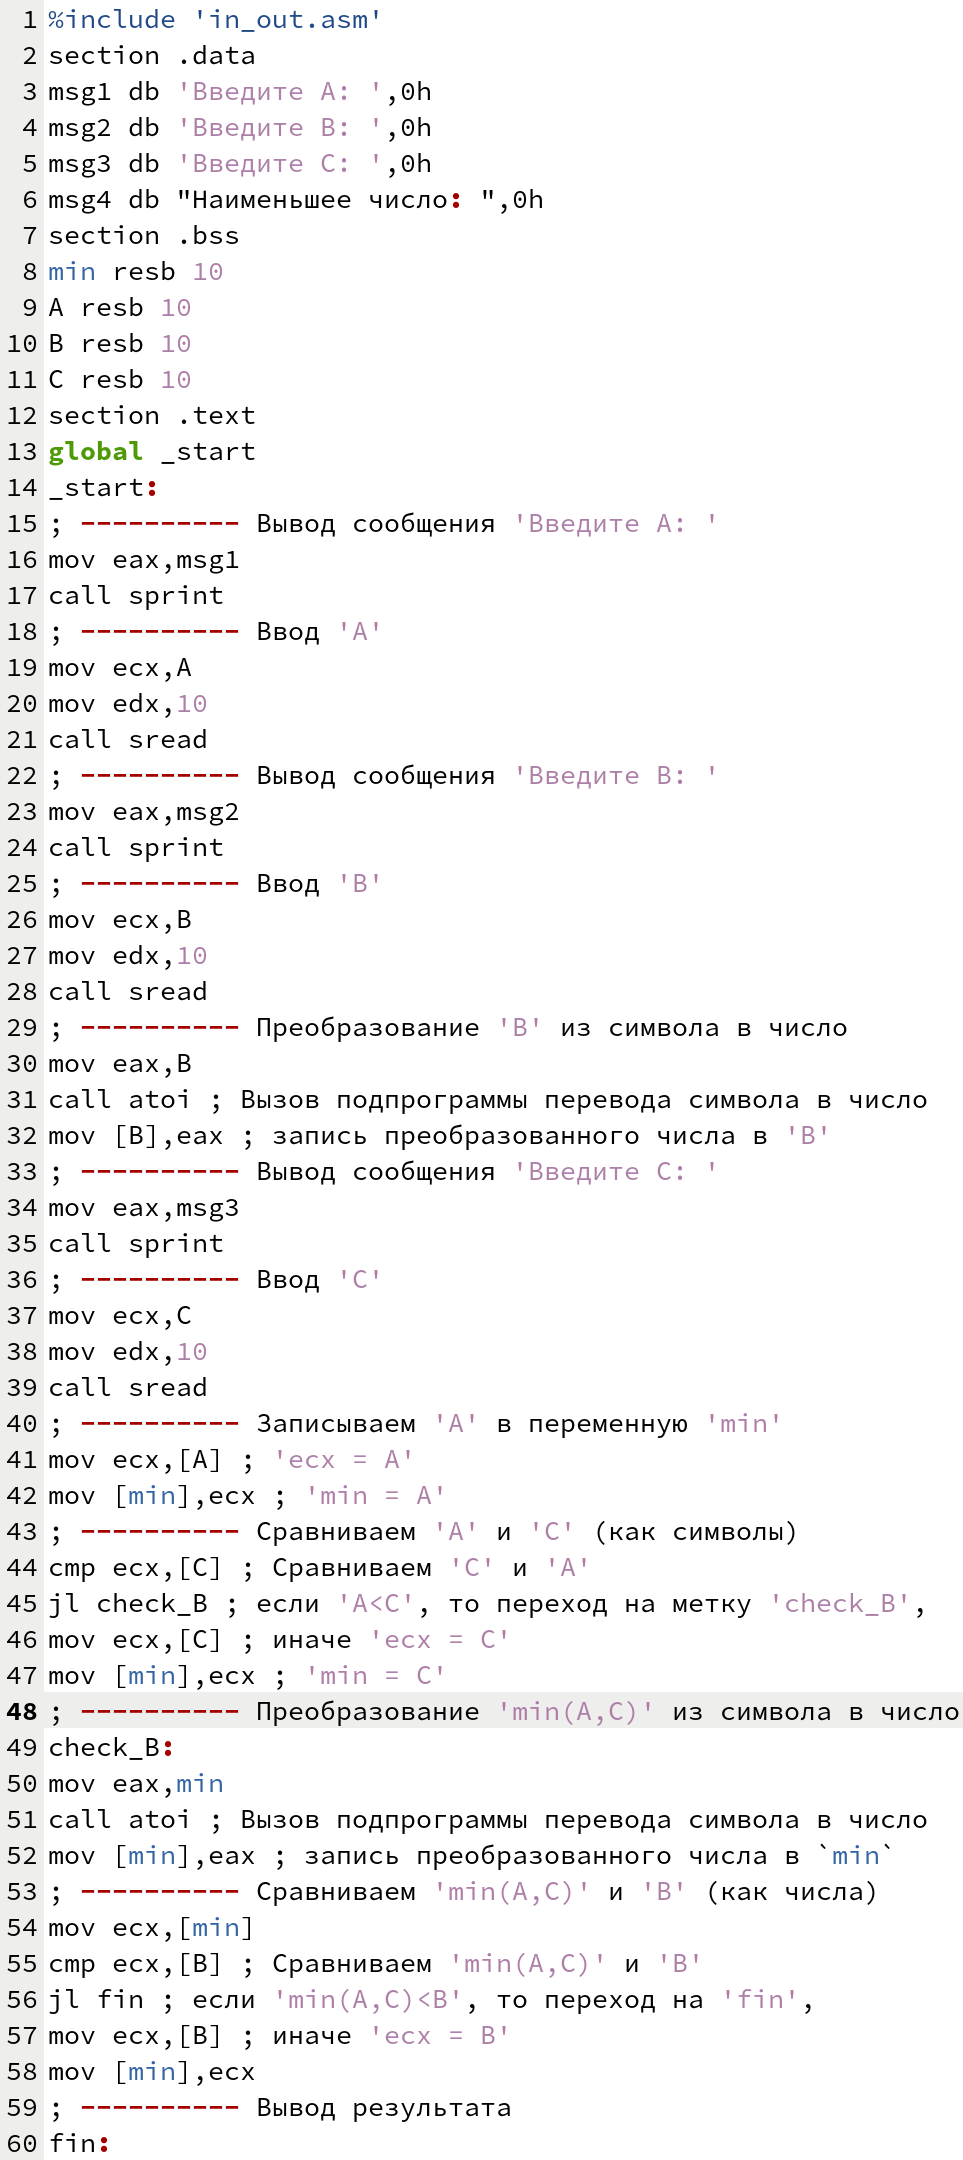 1 %include 'in_out.asm'
2 section .data
3 msg1 db 'Введите A: ',0h
4 msg2 db 'Введите B: ',0h
5 msg3 db 'Введите C: ',0h
6 msg4 db "Наименьшее число: ",0h
7 section .bss
8 min resb 10
9 A resb 10
10 B resb 10
11 C resb 10
12 section .text
13 global _start
14 _start:
15 ; ---------- Вывод сообщения 'Введите A: '
16 mov eax,msg1
17 call sprint
18 ; ---------- Ввод 'A'
19 mov ecx,A
20 mov edx,10
21 call sread
22 ; ---------- Вывод сообщения 'Введите B: '
23 mov eax,msg2
24 call sprint
25 ; ---------- Ввод 'B'
26 mov ecx,B
27 mov edx,10
28 call sread
29 ; ---------- Преобразование 'B' из символа в число
30 mov eax,B
31 call atoi ; Вызов подпрограммы перевода символа в число
32 mov [B],eax ; запись преобразованного числа в 'B'
33 ; ---------- Вывод сообщения 'Введите C: '
34 mov eax,msg3
35 call sprint
36 ; ---------- Ввод 'C'
37 mov ecx,C
38 mov edx,10
39 call sread
40 ; ---------- Записываем 'A' в переменную 'min'
41 mov ecx,[A] ; 'ecx = A'
42 mov [min],ecx ; 'min = A'
43 ; ---------- Сравниваем 'A' и 'C' (как символы)
44 cmp ecx,[C] ; Сравниваем 'C' и 'A'
45 jl check_B ; если 'A<C', то переход на метку 'check_B',
46 mov ecx,[C] ; иначе 'ecx = C'
47 mov [min],ecx ; 'min = C'
48 ; ---------- Преобразование 'min(A,C)' из символа в число
49 check_B:
50 mov eax,min
51 call atoi ; Вызов подпрограммы перевода символа в число
52 mov [min],eax ; запись преобразованного числа в `min`
53 ; ---------- Сравниваем 'min(A,C)' и 'B' (как числа)
54 mov ecx,[min]
55 cmp ecx,[B] ; Сравниваем 'min(A,C)' и 'B'
56 jl fin ; если 'min(A,C)<B', то переход на 'fin',
57 mov ecx,[B] ; иначе 'ecx = B'
58 mov [min],ecx
59 ; ---------- Вывод результата
60 fin: